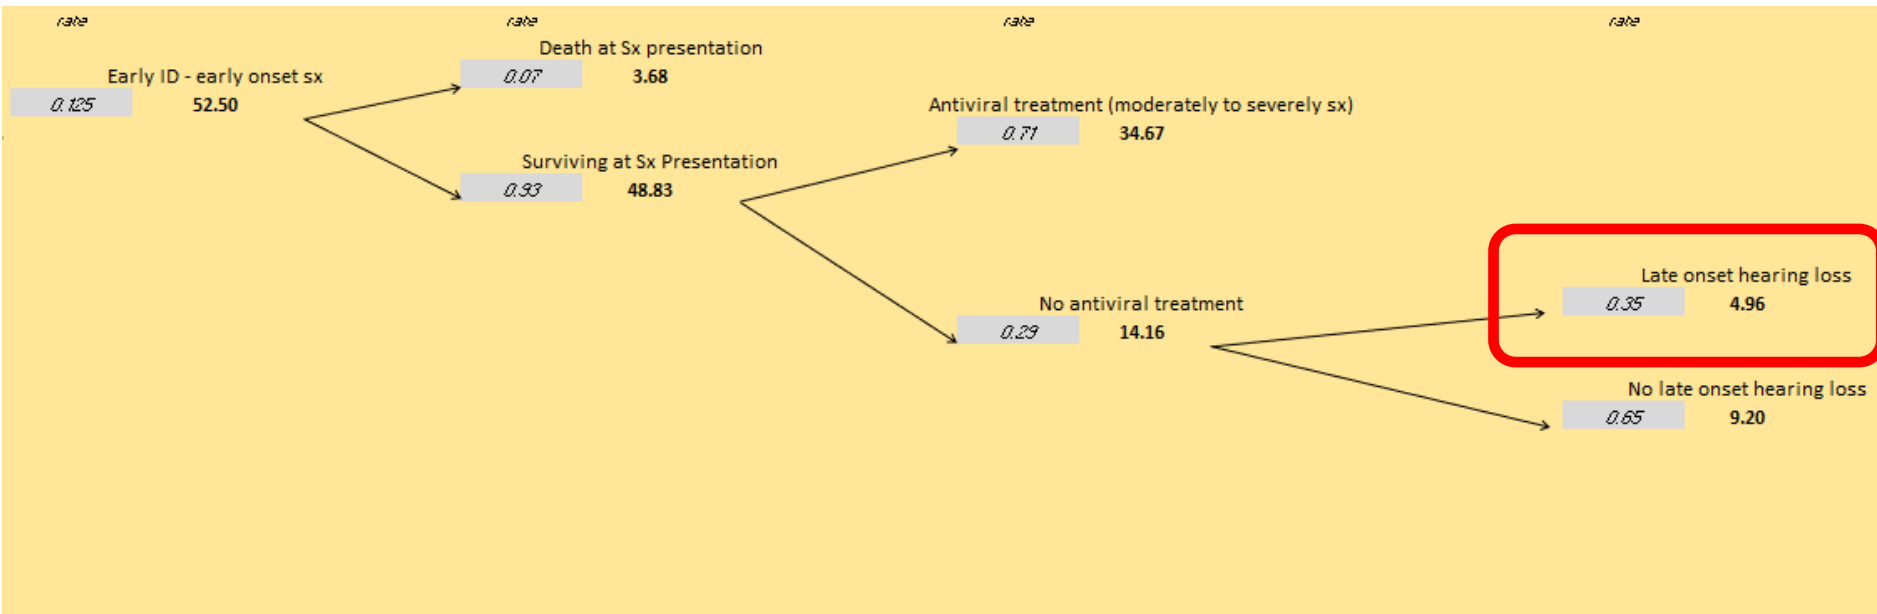 rate rate rate rate
Death at Sx presentation
Early ID - early onset sx
0.07 3.68
0.125 52.50
Antiviral treatment (moderately to severely sx)
0.71 34.67
Surviving at Sx Presentation
0.93 48.83
Late onset hearing loss
0.35 4.96
No antiviral treatment
0.29 14.16
No late onset hearing loss
0.65 9.20